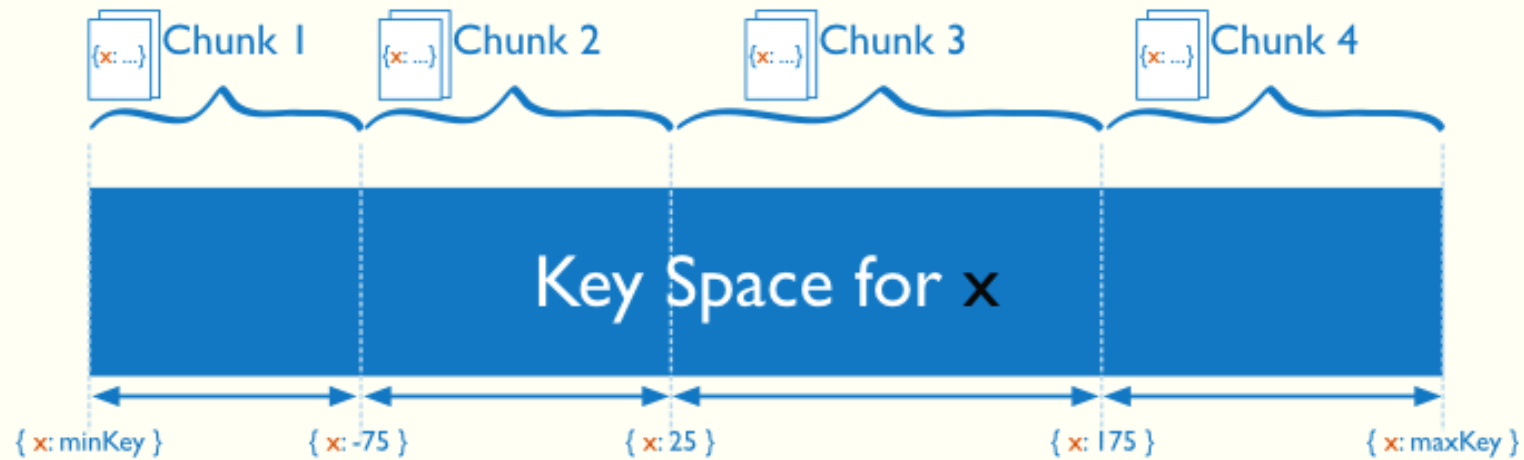 Chunk 1 Chunk 2 Chunk 3 Chunk 4
{x: ...} {x: ...} {x: ...} {x: ...}
Key Space for x
{ x: minKey } { x: -75 } { x: 25 } { x: 175 } { x: maxKey }